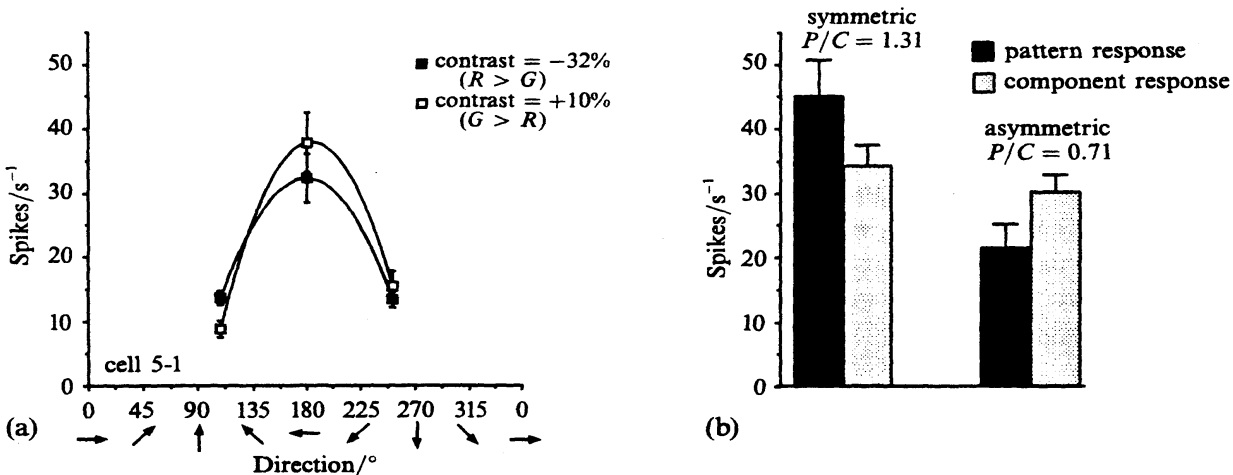 50
40
30
20
10
0
Spikes/s⁻¹
contrast = −32%
(R > G)
contrast = +10%
(G > R)
cell 5-1
0 45 90 135 180 225 270 315 0
(a)
Direction/°
symmetric
P/C = 1.31
pattern response
component response
asymmetric
P/C = 0.71
50
40
30
20
10
0
Spikes/s⁻¹
(b)